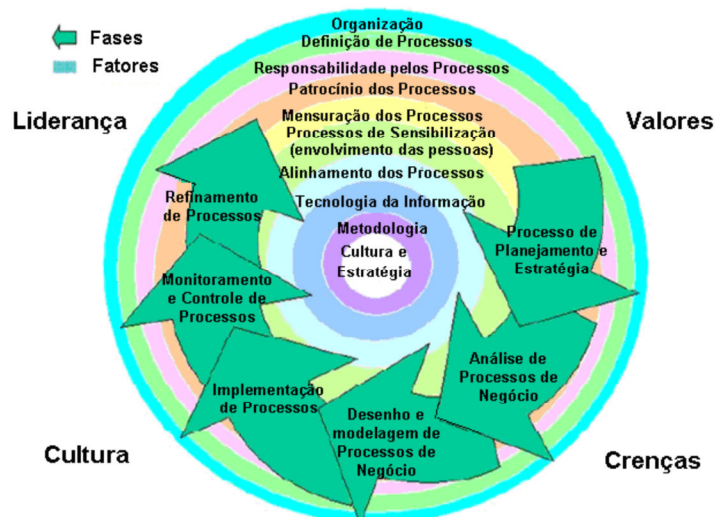 Fases
Fatores
Organização
Definição de Processos
Responsabilidade pelos Processos
Patrocínio dos Processos
Mensuração dos Processos
Processos de Sensibilização
(envolvimento das pessoas)
Alinhamento dos Processos
Tecnologia da Informação
Metodologia
Cultura e
Estratégia
Liderança
Valores
Refinamento
de Processos
Processo de
Planejamento e
Estratégia
Monitoramento
e Controle de
Processos
Análise de
Processos de
Negócio
Implementação
de Processos
Desenho e
modelagem de
Processos de
Negócio
Cultura
Crenças